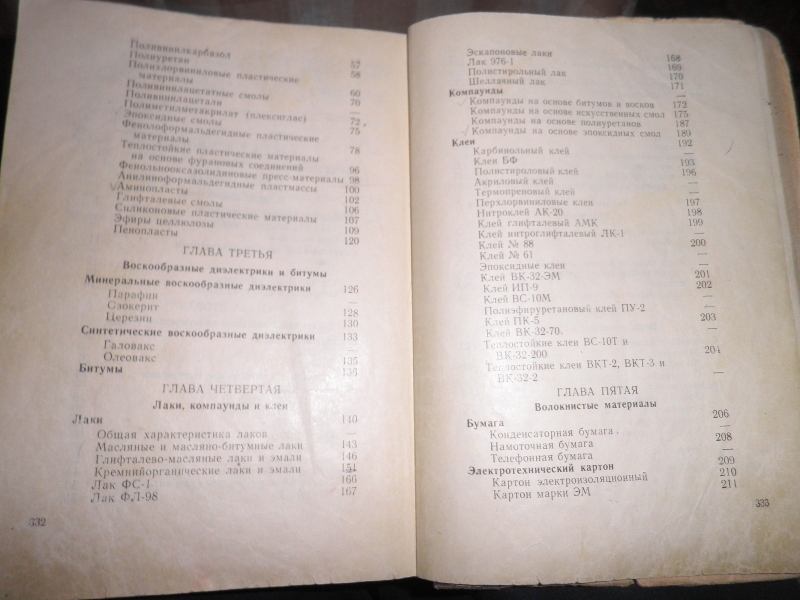 Поливинилкарбазол 57
Полиуретан 58
Полихлорвиниловые пластические
материалы 60
Поливинилацетатные смолы 70
Поливинилацетали —
Полиметилметакрилат (плексиглас) 72
Эпоксидные смолы 75
Фенолоформальдегидные пластические
материалы 78
Теплостойкие пластические материалы —
на основе фурановых соединений 96
Фенольнооксазолидиновые пресс-материалы 98
Анилиноформальдегидные пластмассы 100
Аминопласты 102
Глифталевые смолы 106
Силиконовые пластические материалы 107
Эфиры целлюлозы 109
Пенопласты 120
ГЛАВА ТРЕТЬЯ
Воскообразные диэлектрики и битумы
Минеральные воскообразные диэлектрики 126
Парафин —
Озокерит 128
Церезин 130
Синтетические воскообразные диэлектрики 133
Галовакс —
Олеовакс 135
Битумы 136
ГЛАВА ЧЕТВЕРТАЯ
Лаки, компаунды и клея
Лаки 140
Общая характеристика лаков —
Масляные и масляно-битумные лаки 143
Глифталево-масляные лаки и эмали 146
Кремнийорганические лаки и эмали 151
Лак ФС-1 166
Лак ФЛ-98 167
332
Эскапоновые лаки 168
Лак 976-1 169
Полистирольный лак 170
Шеллачный лак 171
Компаунды —
Компаунды на основе битумов и восков 172
Компаунды на основе искусственных смол 175
Компаунды на основе полиуретанов 187
Компаунды на основе эпоксидных смол 189
Клеи 192
Карбинольный клей —
Клеи БФ 193
Полистироловый клей 196
Акриловый клей —
Термопреновый клей —
Перхлорвиниловые клеи 197
Нитроклей АК-20 198
Клей глифталевый АМК 199
Клей нитроглифталевый ЛК-1 —
Клей № 88 200
Клей № 61 —
Эпоксидные клеи —
Клей ВК-32-ЭМ 201
Клей ИП-9 202
Клей ВС-10М —
Полиэфируретановый клей ПУ-2 —
Клей ПК-5 203
Клей ВК-32-70. —
Теплостойкие клеи ВС-10Т и
ВК-32-200 204
Теплостойкие клеи ВКТ-2, ВКТ-3 и
ВК-32-2 —
ГЛАВА ПЯТАЯ
Волокнистые материалы
Бумага 206
Конденсаторная бумага . —
Намоточная бумага 208
Телефонная бумага —
Электротехнический картон 209
Картон электроизоляционный 210
Картон марки ЭМ 211
333